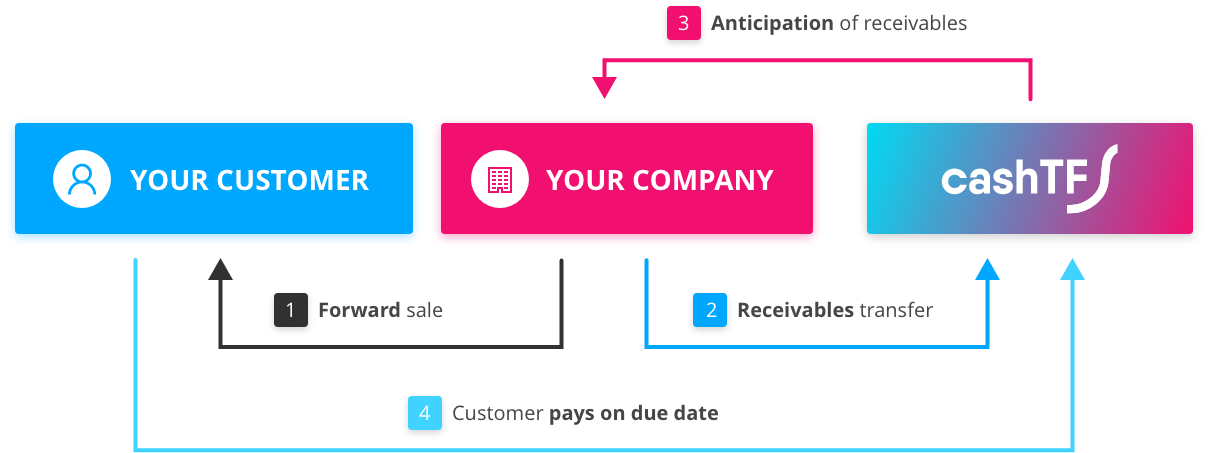 3 Anticipation of receivables
YOUR CUSTOMER
YOUR COMPANY
cashTF
1 Forward sale
2 Receivables transfer
4 Customer pays on due date